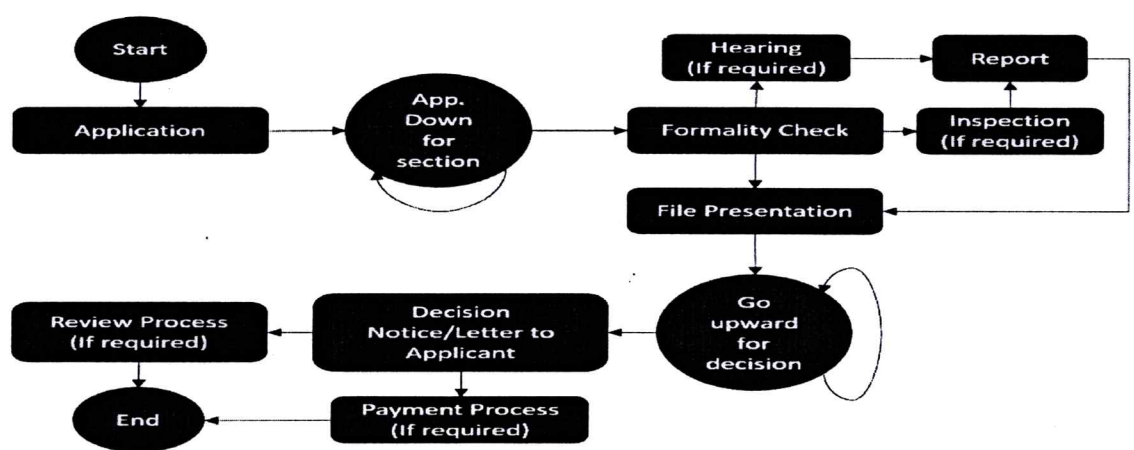 Start
Application
App.
Down
for
section
Hearing
(If required)
Report
Formality Check
Inspection
(If required)
File Presentation
Go
upward
for
decision
Decision
Notice/Letter to
Applicant
Review Process
(If required)
Payment Process
(If required)
End